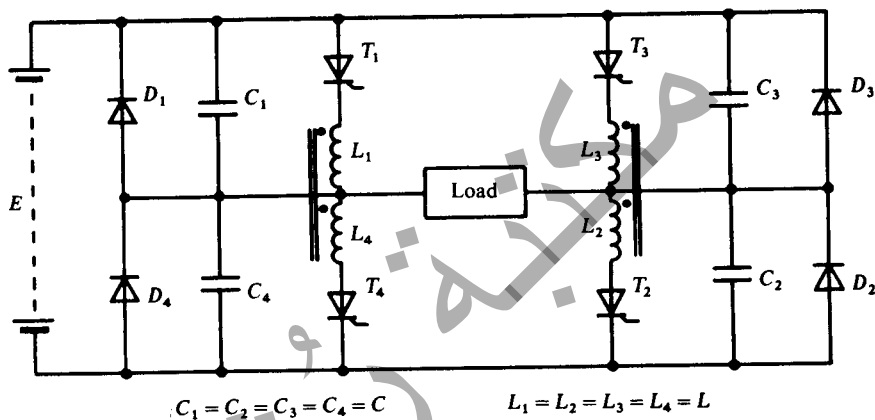 T₁
T₃
D₁
C₁
C₃
D₃
L₁
L₃
E
Load
L₄
L₂
D₄
C₄
T₄
T₂
C₂
D₂
C₁ = C₂ = C₃ = C₄ = C
L₁ = L₂ = L₃ = L₄ = L
مكتبة